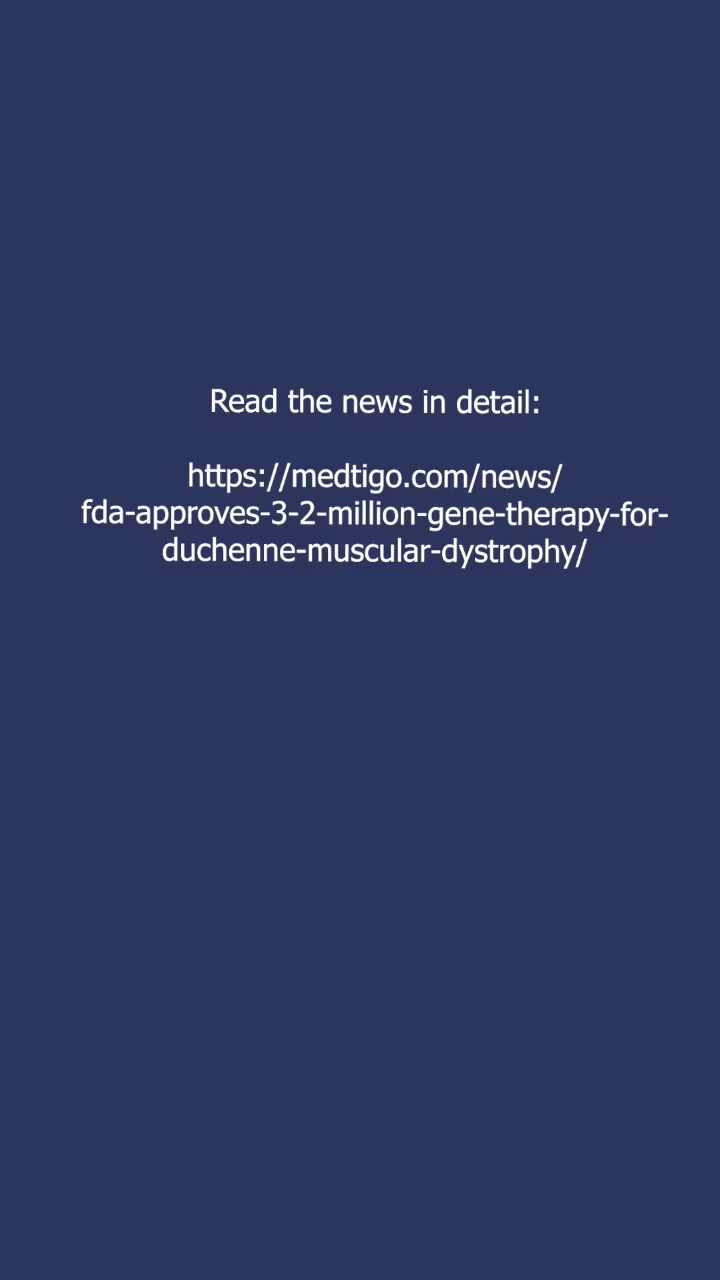 Read the news in detail:
https://medtigo.com/news/
fda-approves-3-2-million-gene-therapy-for-
duchenne-muscular-dystrophy/